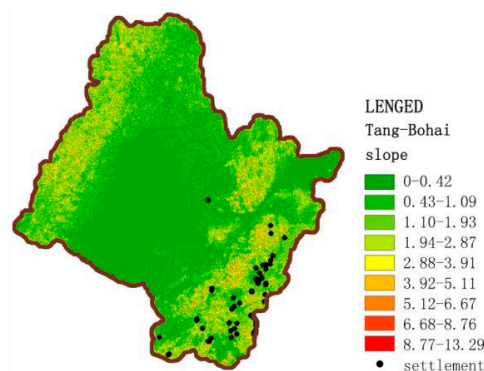 LENGED
Tang-Bohai
slope
0-0.42
0.43-1.09
1.10-1.93
1.94-2.87
2.88-3.91
3.92-5.11
5.12-6.67
6.68-8.76
8.77-13.29
settlement